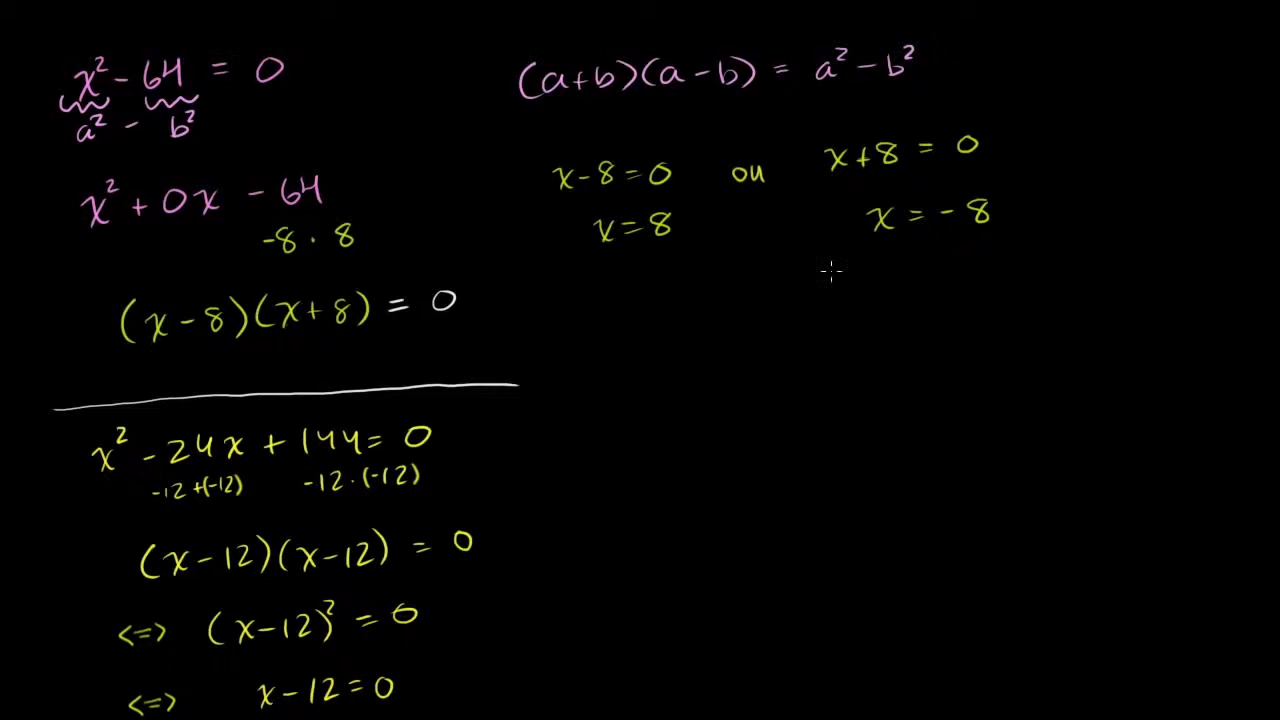 x² - 64 = 0
a² - b²
x² + 0x - 64
-8 · 8
(x - 8)(x + 8) = 0
(a + b)(a - b) = a² - b²
x - 8 = 0 ou x + 8 = 0
x = 8 x = -8
x² - 24x + 144 = 0
-12 + (-12) -12 · (-12)
(x - 12)(x - 12) = 0
<=> (x - 12)² = 0
<=> x - 12 = 0